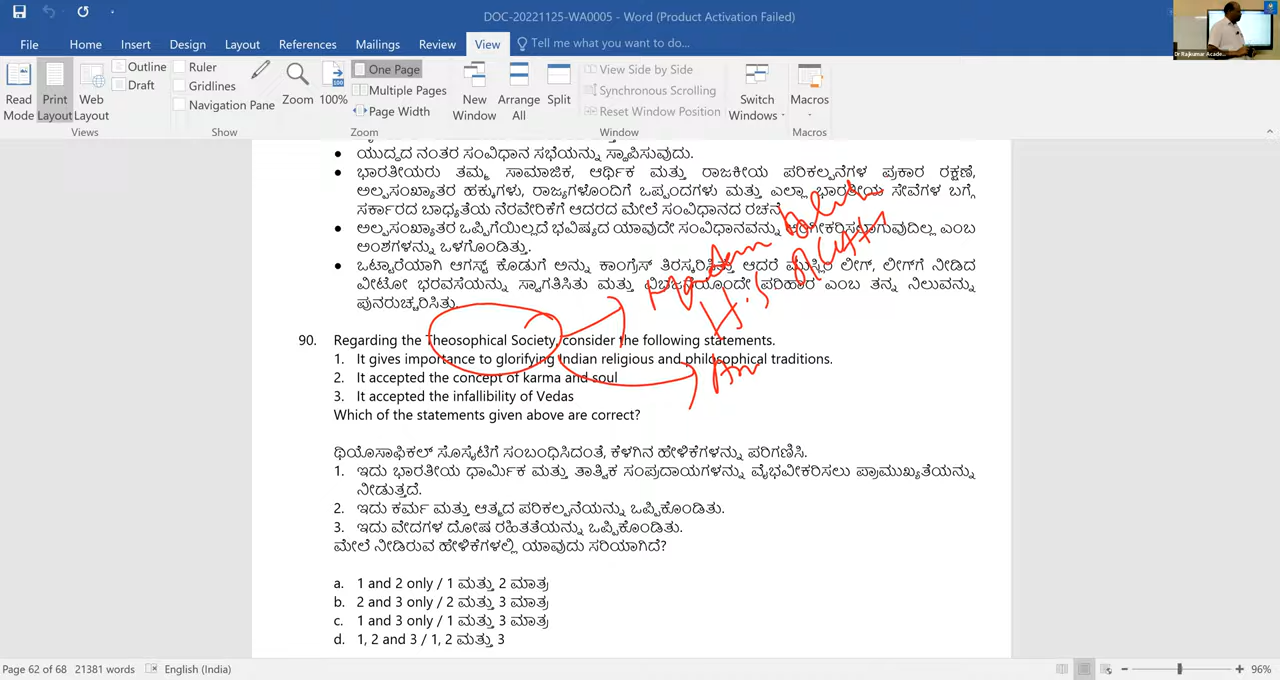 DOC-20221125-WA0005 - Word (Product Activation Failed)
File Home Insert Design Layout References Mailings Review View Tell me what you want to do...
Read Mode
Print Layout
Web Layout
Outline
Draft
Views
Ruler
Gridlines
Navigation Pane
Show
Zoom
100%
One Page
Multiple Pages
Page Width
Zoom
New Window
Arrange All
Split
View Side by Side
Synchronous Scrolling
Reset Window Position
Window
Switch Windows
Macros
Macros
• ಯುದ್ಧದ ನಂತರ ಸಂವಿಧಾನ ಸಭೆಯನ್ನು ಸ್ಥಾಪಿಸುವುದು.
• ಭಾರತೀಯರು ತಮ್ಮ ಸಾಮಾಜಿಕ, ಆರ್ಥಿಕ ಮತ್ತು ರಾಜಕೀಯ ಪರಿಕಲ್ಪನೆಗಳ ಪ್ರಕಾರ ರಕ್ಷಣೆ,
ಅಲ್ಪಸಂಖ್ಯಾತರ ಹಕ್ಕುಗಳು, ರಾಜ್ಯಗಳೊಂದಿಗೆ ಒಪ್ಪಂದಗಳು ಮತ್ತು ಎಲ್ಲಾ ಭಾರತೀಯ ಸೇವೆಗಳ ಬಗ್ಗೆ
ಸರ್ಕಾರದ ಬಾಧ್ಯತೆಯ ನೆರವೇರಿಕೆಗೆ ಆದರದ ಮೇಲೆ ಸಂವಿಧಾನದ ರಚನೆ
• ಅಲ್ಪಸಂಖ್ಯಾತರ ಒಪ್ಪಿಗೆಯಿಲ್ಲದೆ ಭವಿಷ್ಯದ ಯಾವುದೇ ಸಂವಿಧಾನವನ್ನು ಅಂಗೀಕರಿಸಲಾಗುವುದಿಲ್ಲ ಎಂಬ
ಅಂಶಗಳನ್ನು ಒಳಗೊಂಡಿತ್ತು.
• ಒಟ್ಟಾರೆಯಾಗಿ ಆಗಸ್ಟ್ ಕೊಡುಗೆ ಅನ್ನು ಕಾಂಗ್ರೆಸ್ ತಿರಸ್ಕರಿಸಿತ್ತು ಆದರೆ ಮುಸ್ಲಿಂ ಲೀಗ್, ಲೀಗ್‌ಗೆ ನೀಡಿದ
ವೀಟೋ ಭರವಸೆಯನ್ನು ಸ್ವಾಗತಿಸಿತು ಮತ್ತು ವಿಭಜನೆಯೊಂದೇ ಪರಿಹಾರ ಎಂಬ ತನ್ನ ನಿಲುವನ್ನು
ಪುನರುಚ್ಚರಿಸಿತು.
H.S
90. Regarding the Theosophical Society, consider the following statements.
1. It gives importance to glorifying Indian religious and philosophical traditions.
2. It accepted the concept of karma and soul
An
3. It accepted the infallibility of Vedas
Which of the statements given above are correct?
ಥಿಯೊಸಾಫಿಕಲ್ ಸೊಸೈಟಿಗೆ ಸಂಬಂಧಿಸಿದಂತೆ, ಕೆಳಗಿನ ಹೇಳಿಕೆಗಳನ್ನು ಪರಿಗಣಿಸಿ.
1. ಇದು ಭಾರತೀಯ ಧಾರ್ಮಿಕ ಮತ್ತು ತಾತ್ವಿಕ ಸಂಪ್ರದಾಯಗಳನ್ನು ವೈಭವೀಕರಿಸಲು ಪ್ರಾಮುಖ್ಯತೆಯನ್ನು
ನೀಡುತ್ತದೆ.
2. ಇದು ಕರ್ಮ ಮತ್ತು ಆತ್ಮದ ಪರಿಕಲ್ಪನೆಯನ್ನು ಒಪ್ಪಿಕೊಂಡಿತು.
3. ಇದು ವೇದಗಳ ದೋಷ ರಹಿತತೆಯನ್ನು ಒಪ್ಪಿಕೊಂಡಿತು.
ಮೇಲೆ ನೀಡಿರುವ ಹೇಳಿಕೆಗಳಲ್ಲಿ ಯಾವುದು ಸರಿಯಾಗಿದೆ?
a. 1 and 2 only / 1 ಮತ್ತು 2 ಮಾತ್ರ
b. 2 and 3 only / 2 ಮತ್ತು 3 ಮಾತ್ರ
c. 1 and 3 only / 1 ಮತ್ತು 3 ಮಾತ್ರ
d. 1, 2 and 3 / 1, 2 ಮತ್ತು 3
Page 62 of 68 21381 words English (India) 96%